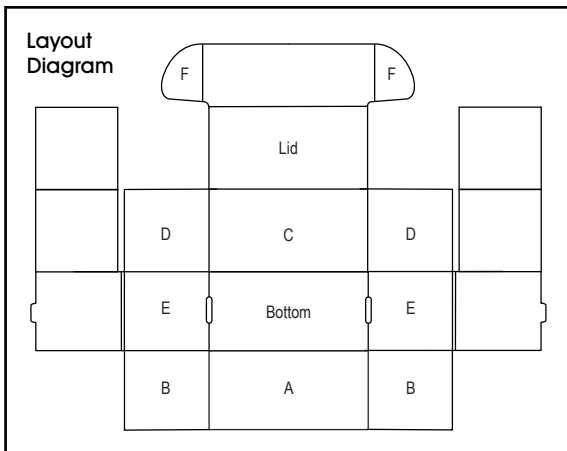 Layout
Diagram
F F
Lid
D C D
E Bottom E
B A B